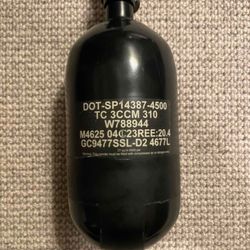 DOT-SP14387-4500
TC 3CCM 310
W788944
M4625 04C23REE:20.4
GC9477SSL-D2 4677L